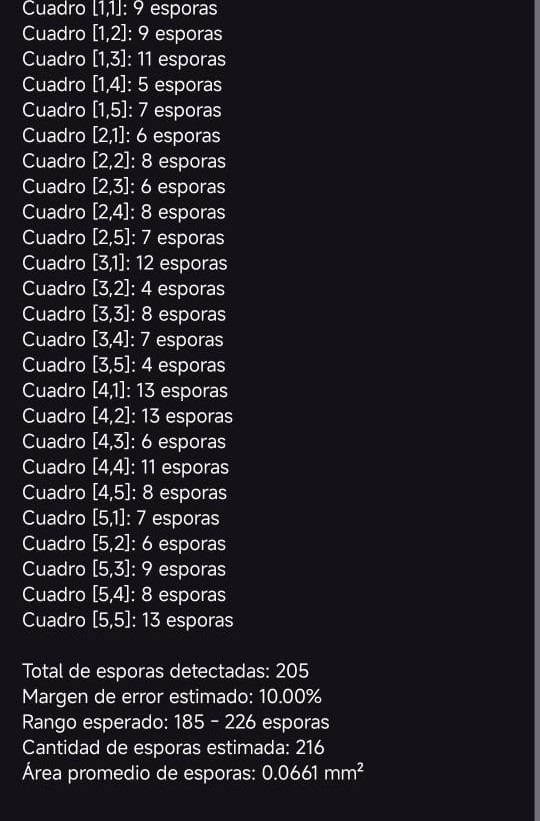 Cuadro [1,1]: 9 esporas
Cuadro [1,2]: 9 esporas
Cuadro [1,3]: 11 esporas
Cuadro [1,4]: 5 esporas
Cuadro [1,5]: 7 esporas
Cuadro [2,1]: 6 esporas
Cuadro [2,2]: 8 esporas
Cuadro [2,3]: 6 esporas
Cuadro [2,4]: 8 esporas
Cuadro [2,5]: 7 esporas
Cuadro [3,1]: 12 esporas
Cuadro [3,2]: 4 esporas
Cuadro [3,3]: 8 esporas
Cuadro [3,4]: 7 esporas
Cuadro [3,5]: 4 esporas
Cuadro [4,1]: 13 esporas
Cuadro [4,2]: 13 esporas
Cuadro [4,3]: 6 esporas
Cuadro [4,4]: 11 esporas
Cuadro [4,5]: 8 esporas
Cuadro [5,1]: 7 esporas
Cuadro [5,2]: 6 esporas
Cuadro [5,3]: 9 esporas
Cuadro [5,4]: 8 esporas
Cuadro [5,5]: 13 esporas
Total de esporas detectadas: 205
Margen de error estimado: 10.00%
Rango esperado: 185 - 226 esporas
Cantidad de esporas estimada: 216
Área promedio de esporas: 0.0661 mm²